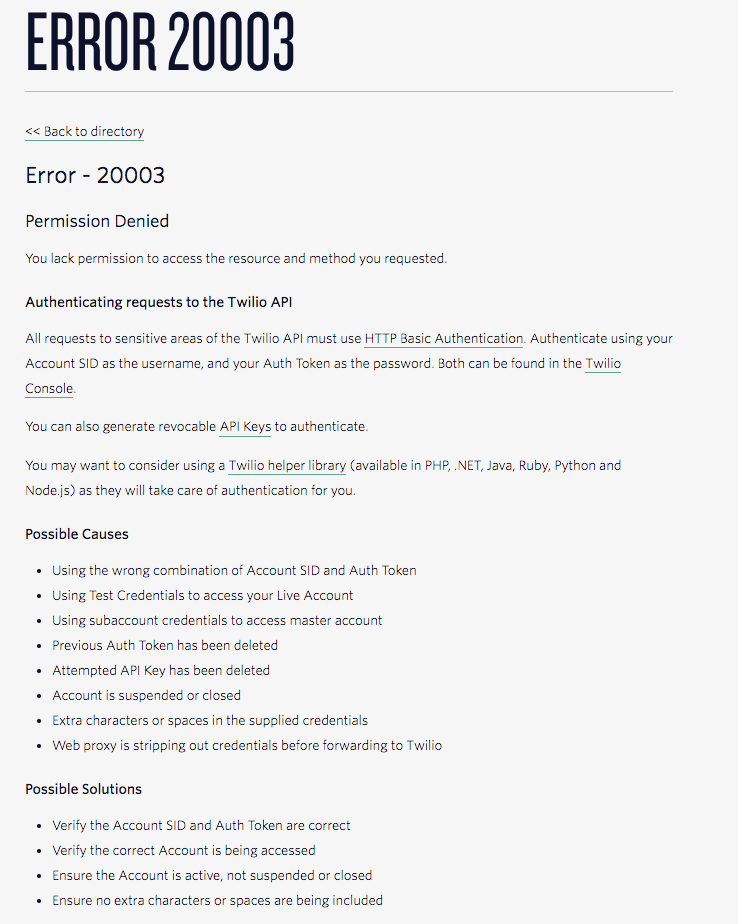 ERROR 20003
<< Back to directory
Error - 20003
Permission Denied
You lack permission to access the resource and method you requested.
Authenticating requests to the Twilio API
All requests to sensitive areas of the Twilio API must use HTTP Basic Authentication. Authenticate using your
Account SID as the username, and your Auth Token as the password. Both can be found in the Twilio
Console.
You can also generate revocable API Keys to authenticate.
You may want to consider using a Twilio helper library (available in PHP, .NET, Java, Ruby, Python and
Node.js) as they will take care of authentication for you.
Possible Causes
• Using the wrong combination of Account SID and Auth Token
• Using Test Credentials to access your Live Account
• Using subaccount credentials to access master account
• Previous Auth Token has been deleted
• Attempted API Key has been deleted
• Account is suspended or closed
• Extra characters or spaces in the supplied credentials
• Web proxy is stripping out credentials before forwarding to Twilio
Possible Solutions
• Verify the Account SID and Auth Token are correct
• Verify the correct Account is being accessed
• Ensure the Account is active, not suspended or closed
• Ensure no extra characters or spaces are being included